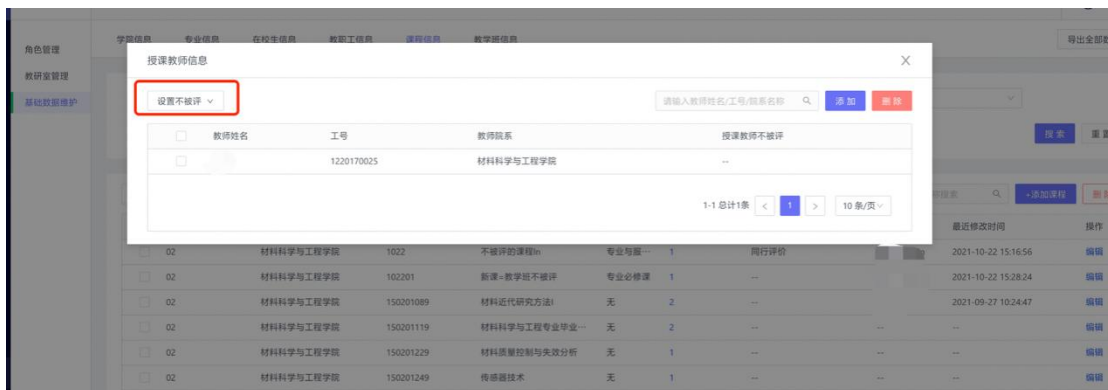 学院信息 专业信息 在校生信息 教职工信息 课程信息 教学班信息 导出全部数
角色管理
教研室管理
基础数据维护
授课教师信息
设置不被评
请输入教师姓名/工号/院系名称 添加 删除
教师姓名 工号 教师院系 授课教师不被评
1220170025 材料科学与工程学院 --
搜索 重置
1-1 总计1条 < 1 > 10 条/页
+添加课程
最近修改时间 操作
02 材料科学与工程学院 1022 不被评的课程ln 专业与服… 1 同行评价 2021-10-22 15:16:56 编辑
02 材料科学与工程学院 102201 新课=教学班不被评 专业必修课 1 -- 2021-10-22 15:28:24 编辑
02 材料科学与工程学院 150201089 材料近代研究方法I 无 2 -- 2021-09-27 10:24:47 编辑
02 材料科学与工程学院 150201119 材料科学与工程专业毕业… 无 2 -- -- -- 编辑
02 材料科学与工程学院 150201229 材料质量控制与失效分析 无 1 -- -- -- 编辑
02 材料科学与工程学院 150201249 传感器技术 无 1 -- -- -- 编辑